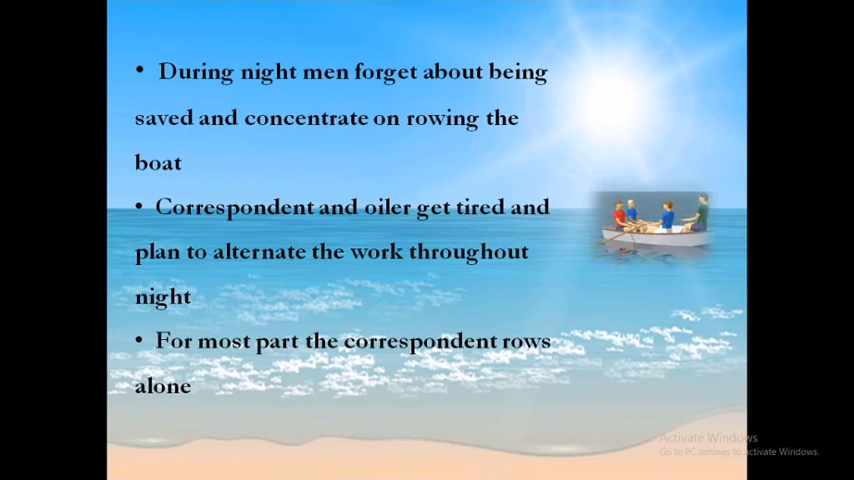 • During night men forget about being
saved and concentrate on rowing the
boat
• Correspondent and oiler get tired and
plan to alternate the work throughout
night
• For most part the correspondent rows
alone
Activate Windows
Go to PC settings to activate Windows.